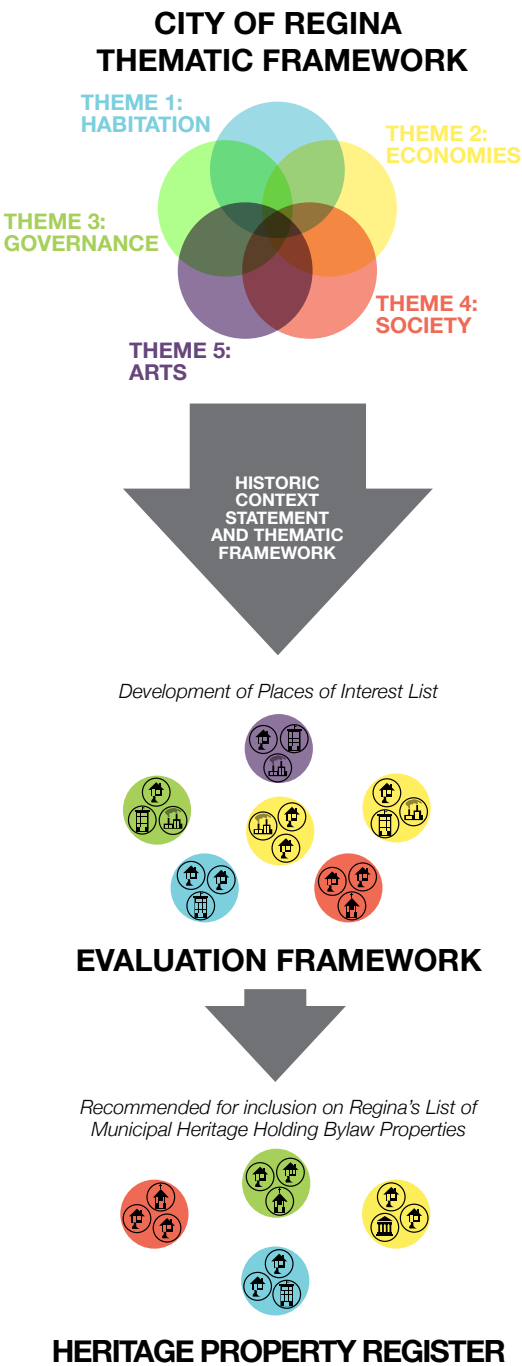 CITY OF REGINA
THEMATIC FRAMEWORK
THEME 1:
HABITATION
THEME 2:
ECONOMIES
THEME 3:
GOVERNANCE
THEME 4:
SOCIETY
THEME 5:
ARTS
HISTORIC
CONTEXT
STATEMENT
AND THEMATIC
FRAMEWORK
Development of Places of Interest List
EVALUATION FRAMEWORK
Recommended for inclusion on Regina's List of
Municipal Heritage Holding Bylaw Properties
HERITAGE PROPERTY REGISTER